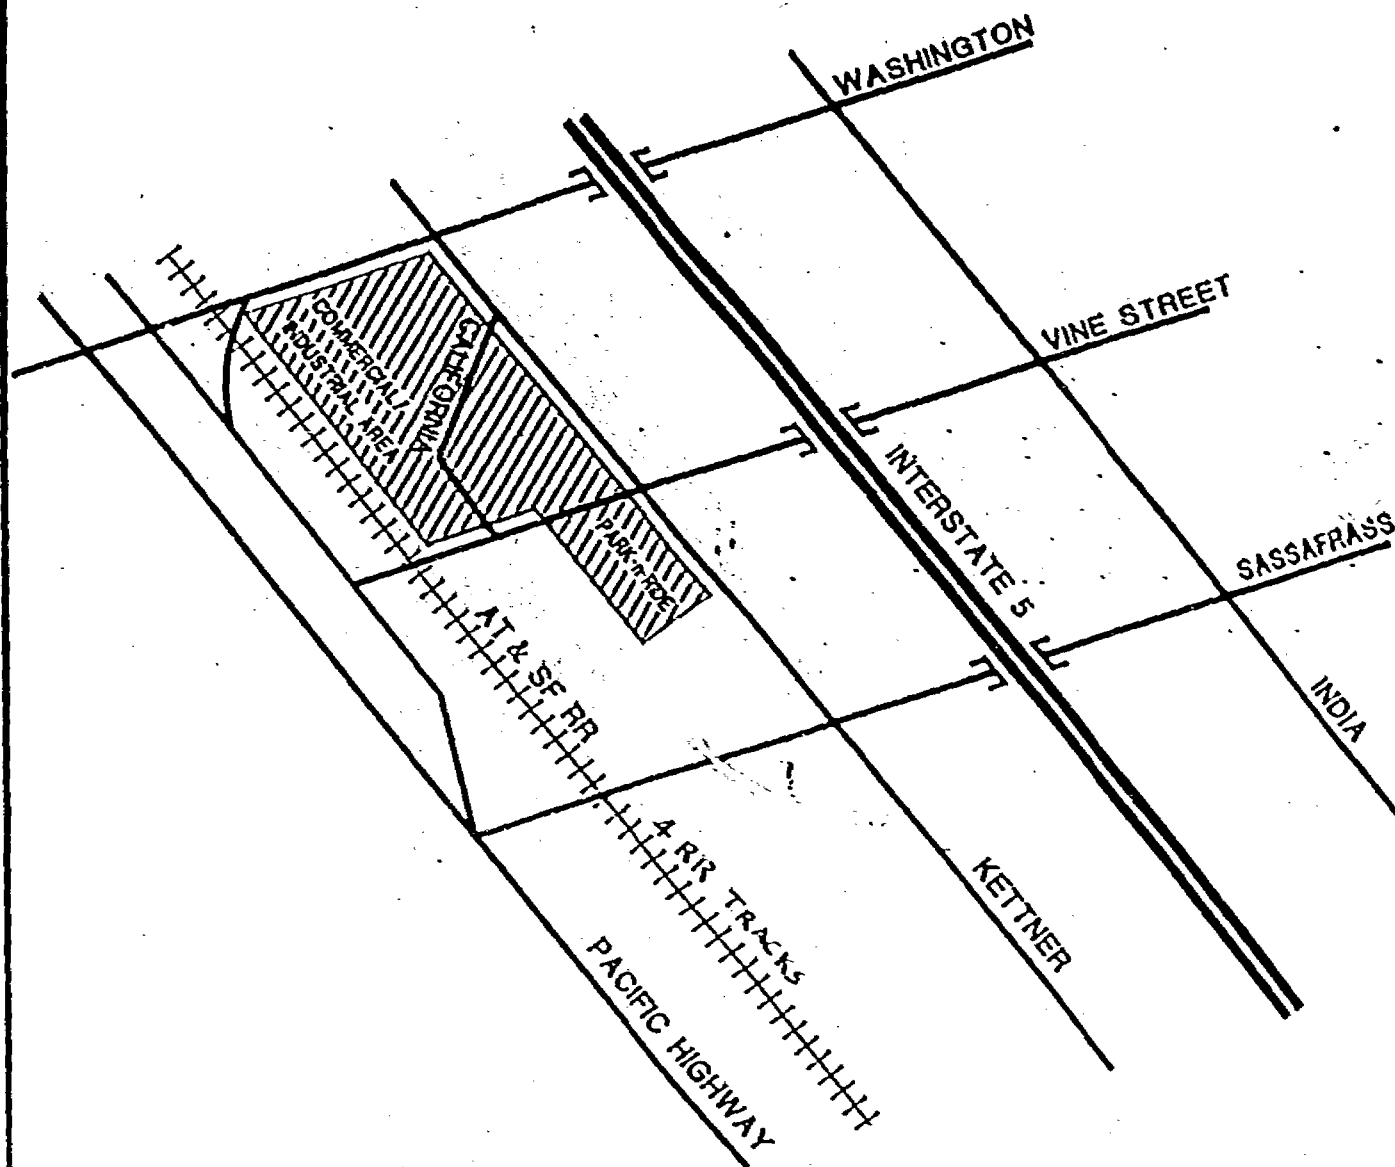 WASHINGTON
VINE STREET
COMMERCIAL/
INDUSTRIAL AREA
CALIFORNIA
INTERSTATE 5
SASSAFRASS
PARK-n-RIDE
AT & SF RR
INDIA
4 RR TRACKS
KETTNER
PACIFIC HIGHWAY